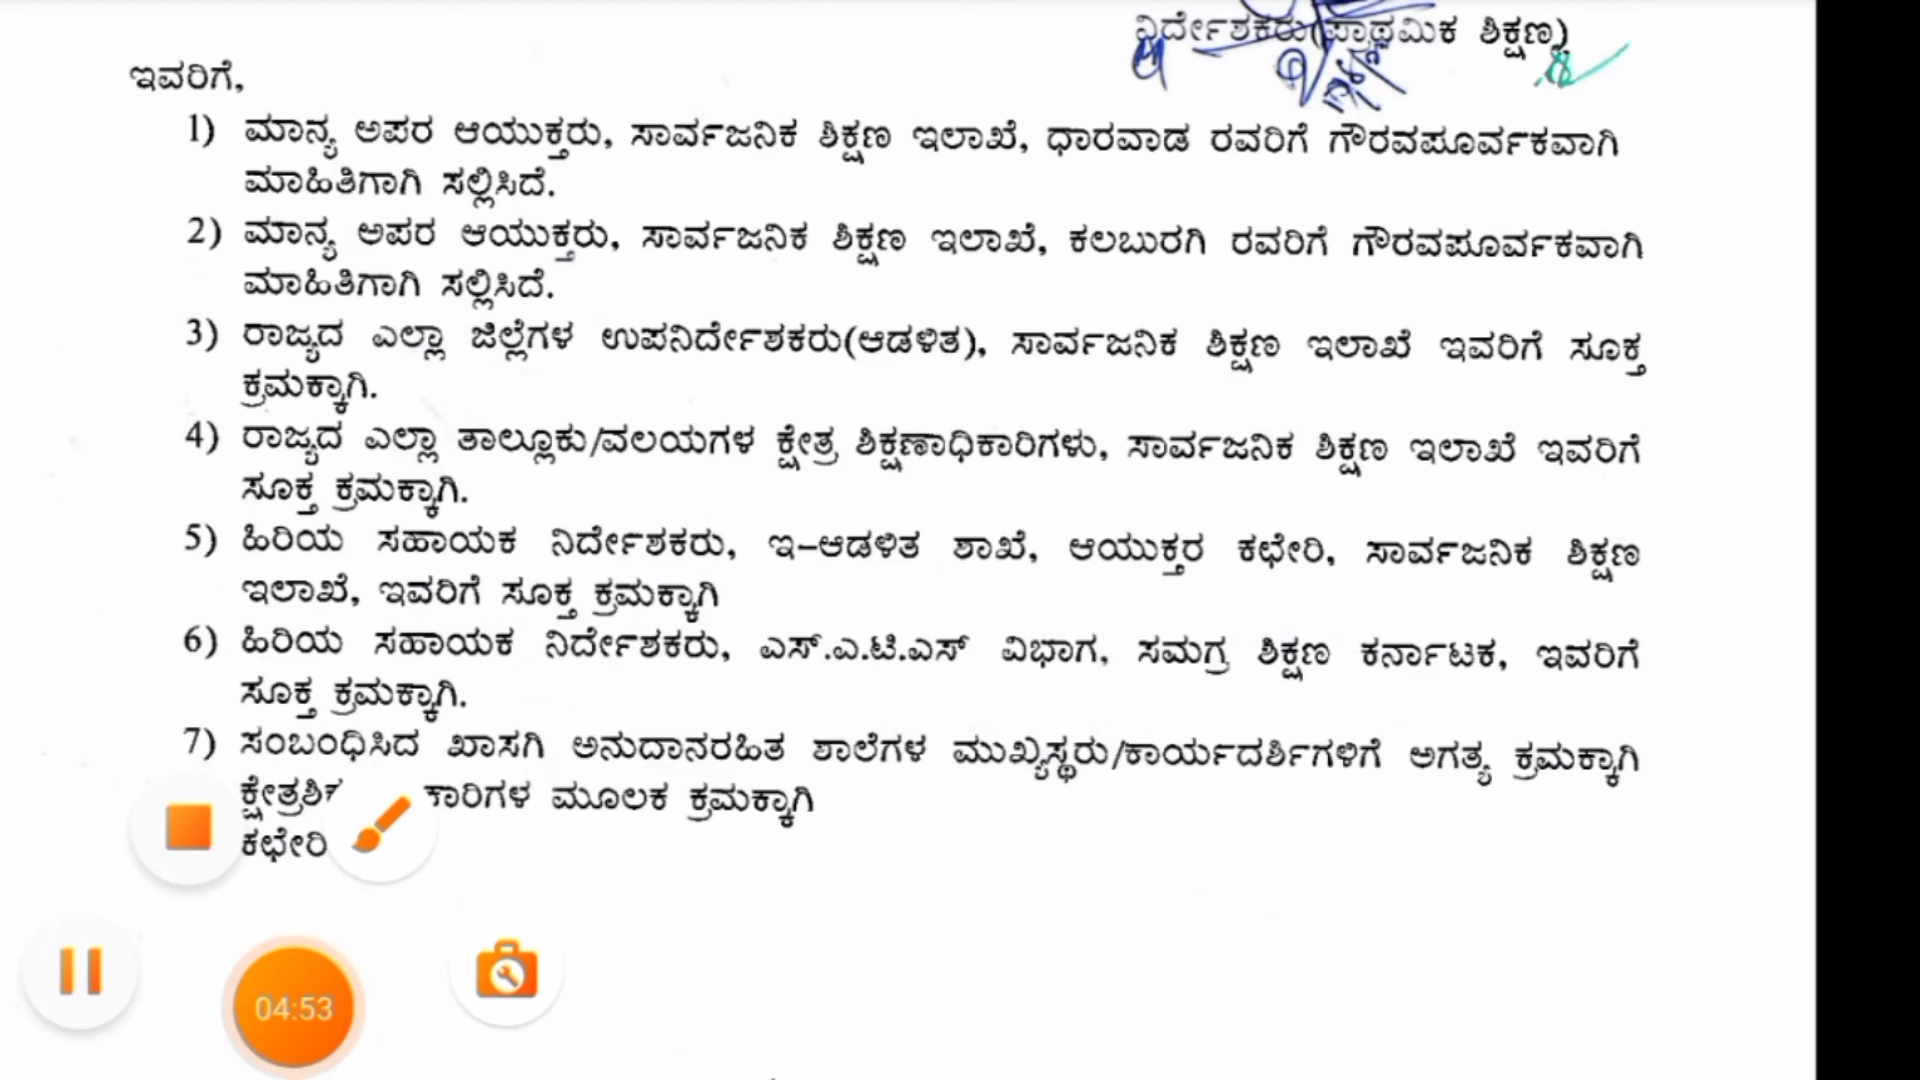 ನಿರ್ದೇಶಕರು(ಪ್ರಾಥಮಿಕ ಶಿಕ್ಷಣ)
ಇವರಿಗೆ,
1) ಮಾನ್ಯ ಅಪರ ಆಯುಕ್ತರು, ಸಾರ್ವಜನಿಕ ಶಿಕ್ಷಣ ಇಲಾಖೆ, ಧಾರವಾಡ ರವರಿಗೆ ಗೌರವಪೂರ್ವಕವಾಗಿ
ಮಾಹಿತಿಗಾಗಿ ಸಲ್ಲಿಸಿದೆ.
2) ಮಾನ್ಯ ಅಪರ ಆಯುಕ್ತರು, ಸಾರ್ವಜನಿಕ ಶಿಕ್ಷಣ ಇಲಾಖೆ, ಕಲಬುರಗಿ ರವರಿಗೆ ಗೌರವಪೂರ್ವಕವಾಗಿ
ಮಾಹಿತಿಗಾಗಿ ಸಲ್ಲಿಸಿದೆ.
3) ರಾಜ್ಯದ ಎಲ್ಲಾ ಜಿಲ್ಲೆಗಳ ಉಪನಿರ್ದೇಶಕರು(ಆಡಳಿತ), ಸಾರ್ವಜನಿಕ ಶಿಕ್ಷಣ ಇಲಾಖೆ ಇವರಿಗೆ ಸೂಕ್ತ
ಕ್ರಮಕ್ಕಾಗಿ.
4) ರಾಜ್ಯದ ಎಲ್ಲಾ ತಾಲ್ಲೂಕು/ವಲಯಗಳ ಕ್ಷೇತ್ರ ಶಿಕ್ಷಣಾಧಿಕಾರಿಗಳು, ಸಾರ್ವಜನಿಕ ಶಿಕ್ಷಣ ಇಲಾಖೆ ಇವರಿಗೆ
ಸೂಕ್ತ ಕ್ರಮಕ್ಕಾಗಿ.
5) ಹಿರಿಯ ಸಹಾಯಕ ನಿರ್ದೇಶಕರು, ಇ-ಆಡಳಿತ ಶಾಖೆ, ಆಯುಕ್ತರ ಕಛೇರಿ, ಸಾರ್ವಜನಿಕ ಶಿಕ್ಷಣ
ಇಲಾಖೆ, ಇವರಿಗೆ ಸೂಕ್ತ ಕ್ರಮಕ್ಕಾಗಿ
6) ಹಿರಿಯ ಸಹಾಯಕ ನಿರ್ದೇಶಕರು, ಎಸ್.ಎ.ಟಿ.ಎಸ್ ವಿಭಾಗ, ಸಮಗ್ರ ಶಿಕ್ಷಣ ಕರ್ನಾಟಕ, ಇವರಿಗೆ
ಸೂಕ್ತ ಕ್ರಮಕ್ಕಾಗಿ.
7) ಸಂಬಂಧಿಸಿದ ಖಾಸಗಿ ಅನುದಾನರಹಿತ ಶಾಲೆಗಳ ಮುಖ್ಯಸ್ಥರು/ಕಾರ್ಯದರ್ಶಿಗಳಿಗೆ ಅಗತ್ಯ ಕ್ರಮಕ್ಕಾಗಿ
ಮೂಲಕ ಕ್ರಮಕ್ಕಾಗಿ
ಕಛೇರಿ
04:53